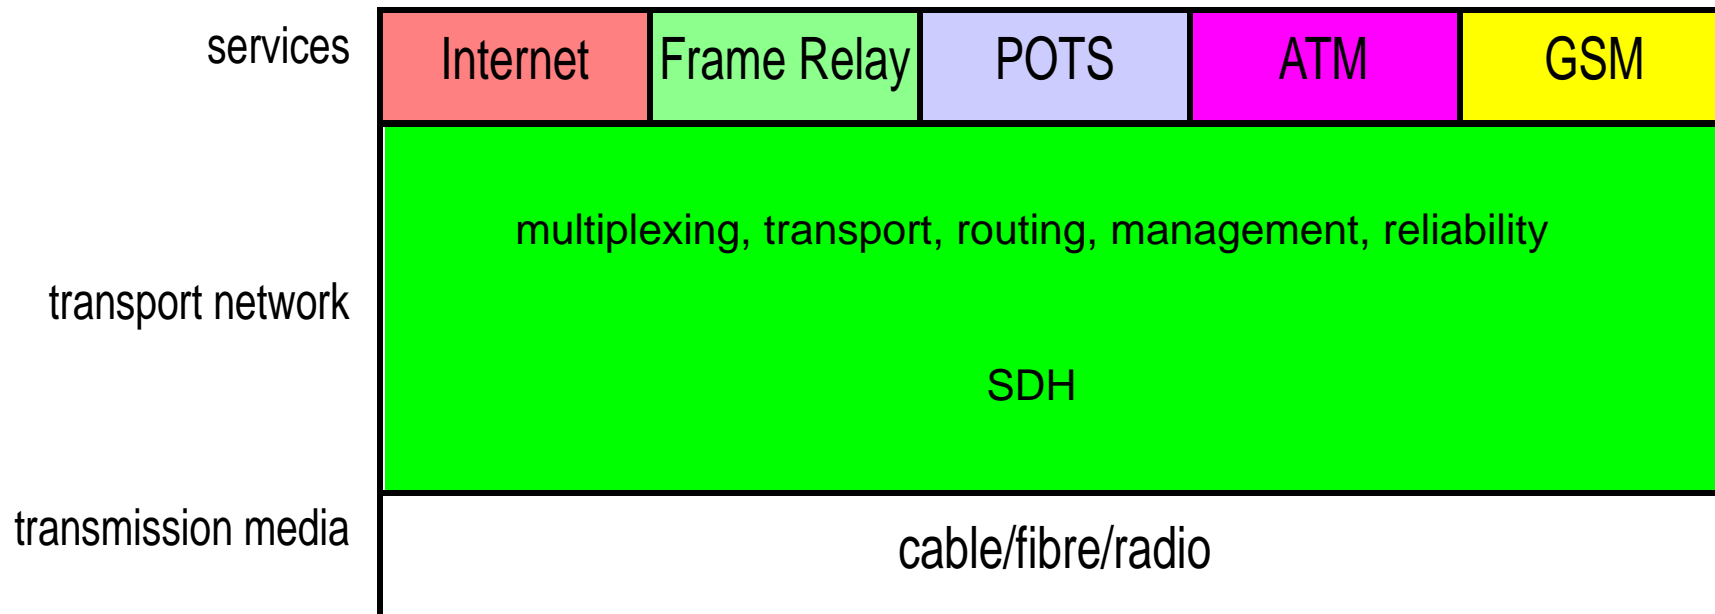 services
Internet
Frame Relay
POTS
ATM
GSM
multiplexing, transport, routing, management, reliability
transport network
SDH
transmission media
cable/fibre/radio